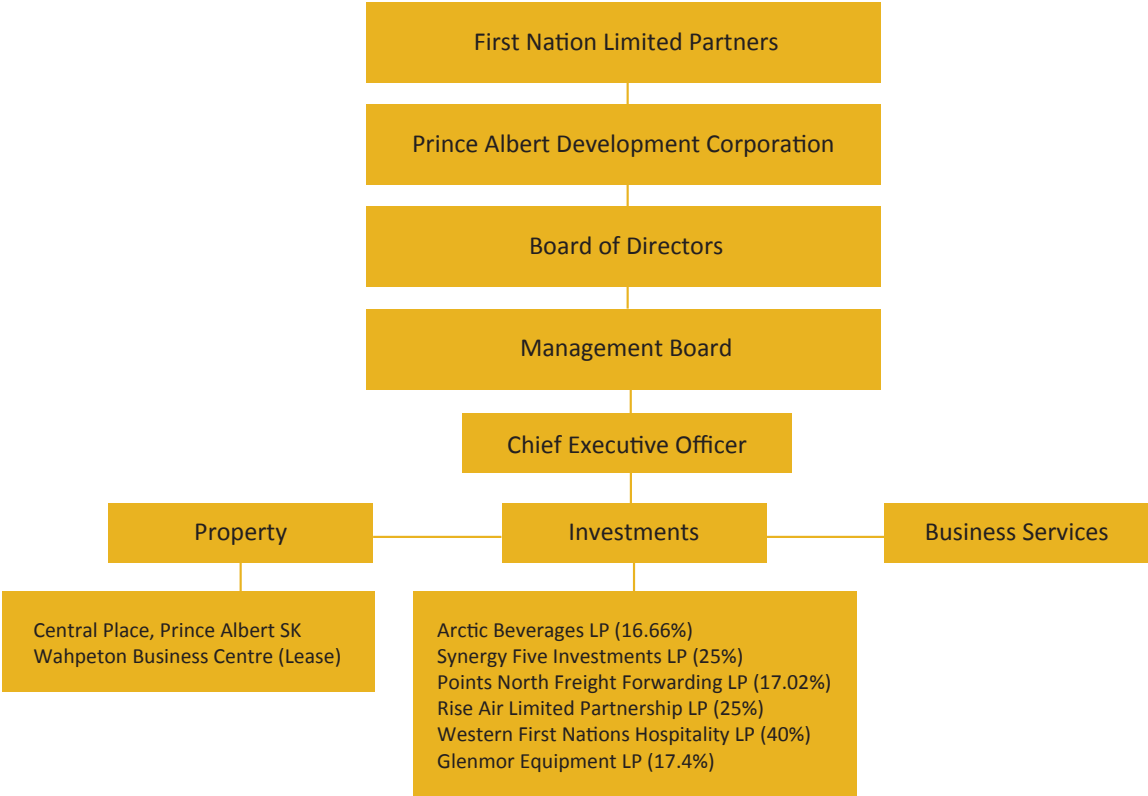 First Nation Limited Partners
Prince Albert Development Corporation
Board of Directors
Management Board
Chief Executive Officer
Property
Investments
Business Services
Central Place, Prince Albert SK
Wahpeton Business Centre (Lease)
Arctic Beverages LP (16.66%)
Synergy Five Investments LP (25%)
Points North Freight Forwarding LP (17.02%)
Rise Air Limited Partnership LP (25%)
Western First Nations Hospitality LP (40%)
Glenmor Equipment LP (17.4%)